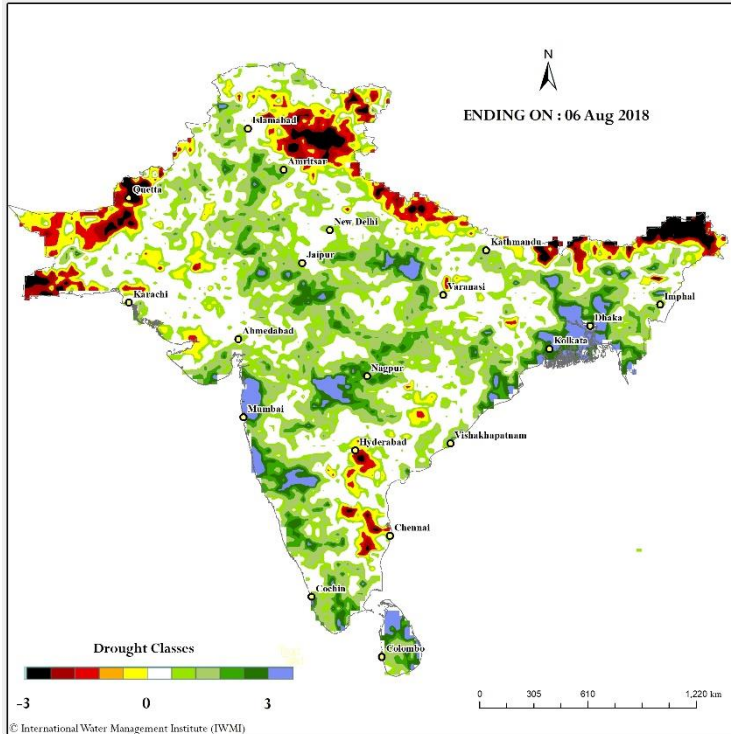 N
ENDING ON : 06 Aug 2018
Islamabad
Amritsar
Quetta
New Delhi
Kathmandu
Jaipur
Varanasi
Karachi
Imphal
Dhaka
Ahmedabad
Kolkata
Nagpur
Mumbai
Hyderabad
Vishakhapatnam
Chennai
Cochin
Colombo
Drought Classes
-3 0 3
0 305 610 1,220 km
© International Water Management Institute (IWMI)